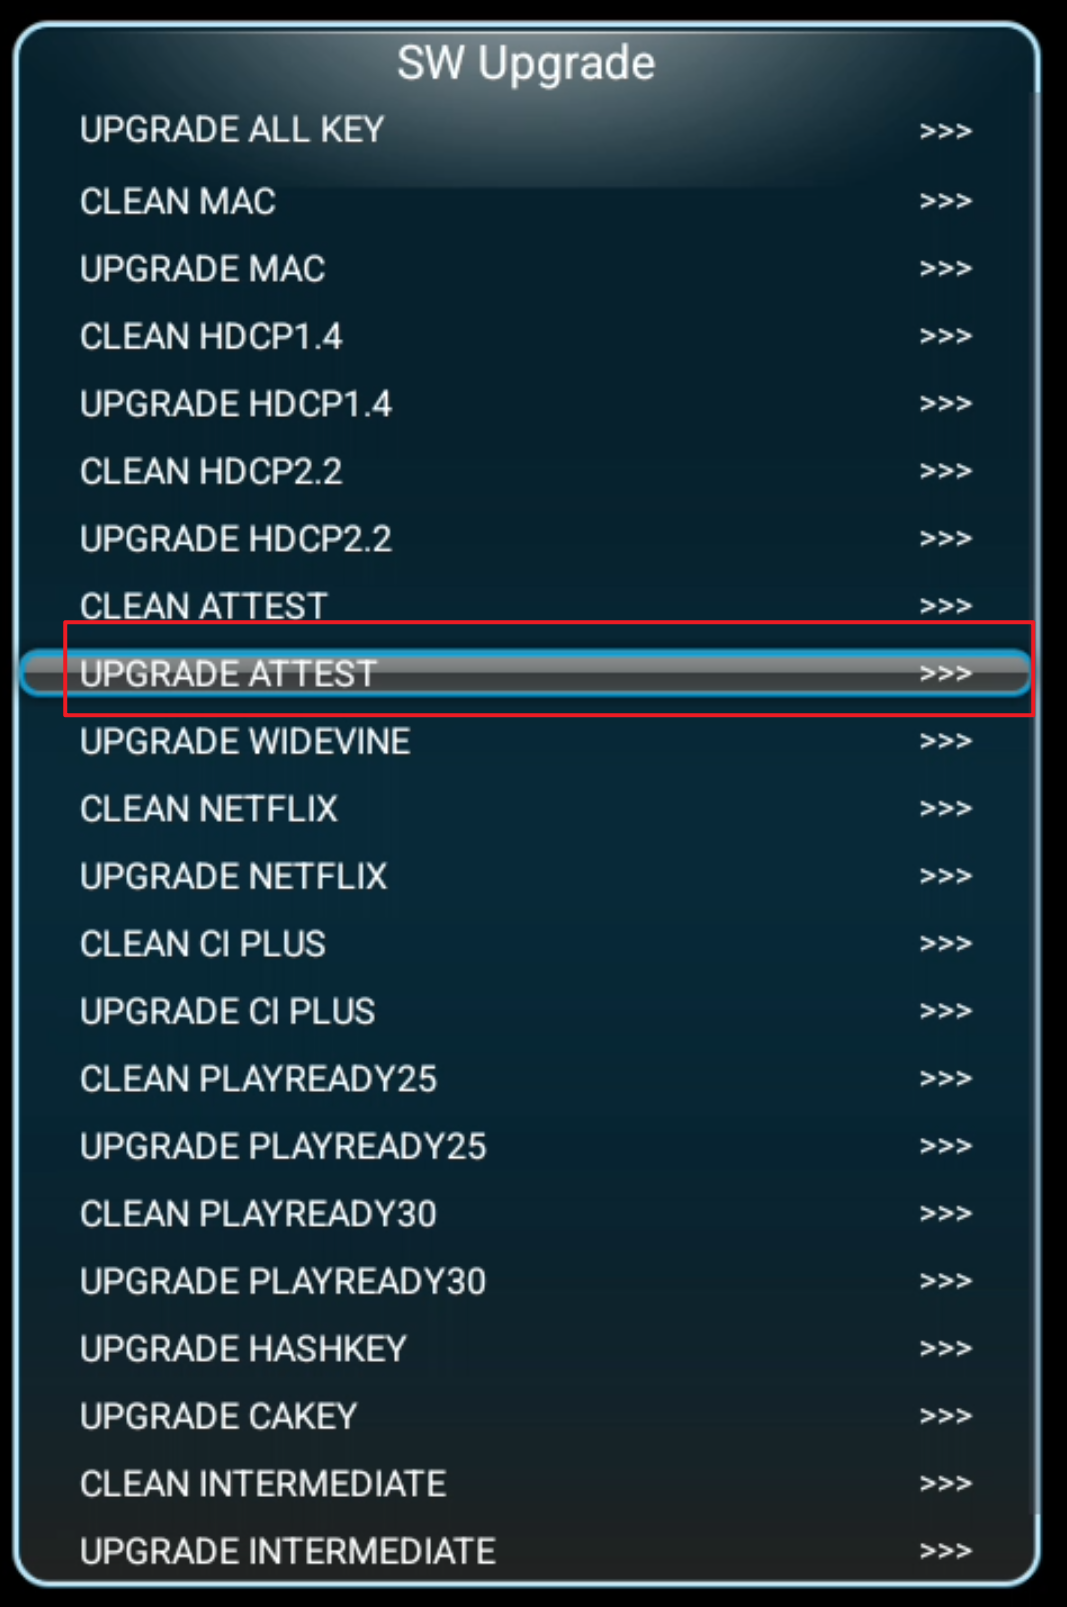 SW Upgrade
UPGRADE ALL KEY >>>
CLEAN MAC >>>
UPGRADE MAC >>>
CLEAN HDCP1.4 >>>
UPGRADE HDCP1.4 >>>
CLEAN HDCP2.2 >>>
UPGRADE HDCP2.2 >>>
CLEAN ATTEST >>>
UPGRADE ATTEST >>>
UPGRADE WIDEVINE >>>
CLEAN NETFLIX >>>
UPGRADE NETFLIX >>>
CLEAN CI PLUS >>>
UPGRADE CI PLUS >>>
CLEAN PLAYREADY25 >>>
UPGRADE PLAYREADY25 >>>
CLEAN PLAYREADY30 >>>
UPGRADE PLAYREADY30 >>>
UPGRADE HASHKEY >>>
UPGRADE CAKEY >>>
CLEAN INTERMEDIATE >>>
UPGRADE INTERMEDIATE >>>